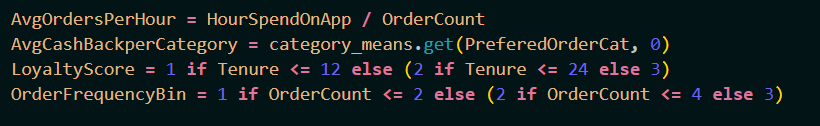 AvgOrdersPerHour = HourSpendOnApp / OrderCount
AvgCashBackperCategory = category_means.get(PreferedOrderCat, 0)
LoyaltyScore = 1 if Tenure <= 12 else (2 if Tenure <= 24 else 3)
OrderFrequencyBin = 1 if OrderCount <= 2 else (2 if OrderCount <= 4 else 3)